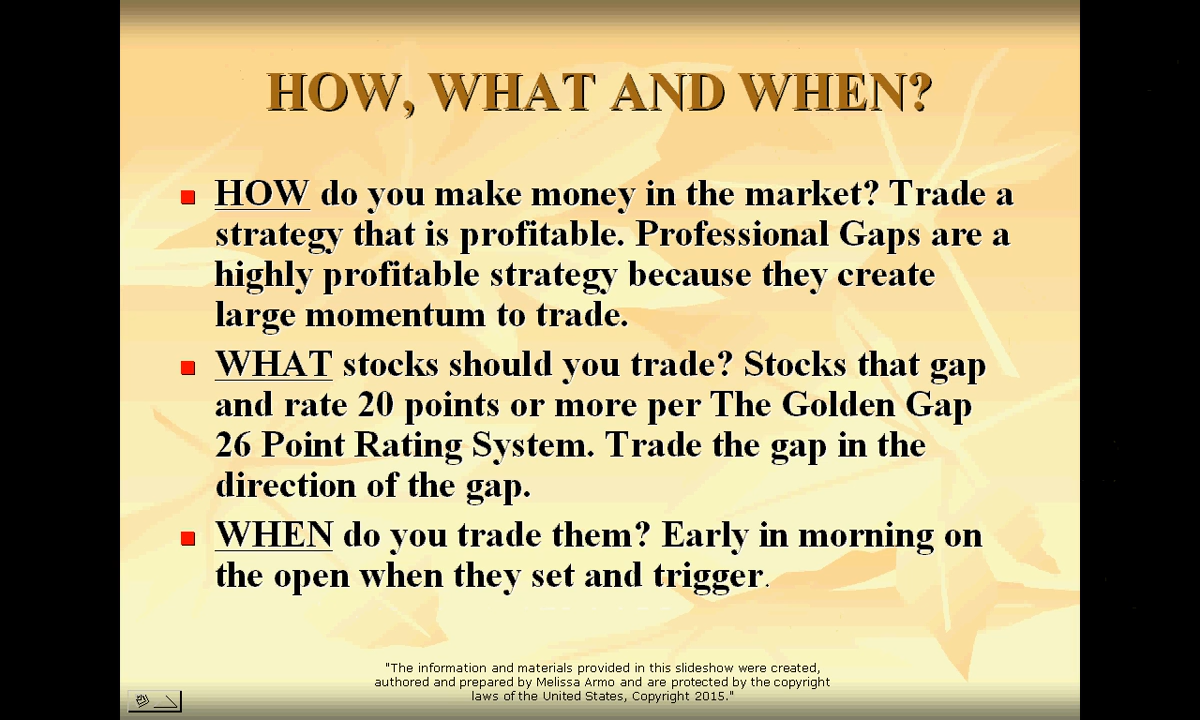 HOW, WHAT AND WHEN?
HOW do you make money in the market? Trade a
strategy that is profitable. Professional Gaps are a
highly profitable strategy because they create
large momentum to trade.
WHAT stocks should you trade? Stocks that gap
and rate 20 points or more per The Golden Gap
26 Point Rating System. Trade the gap in the
direction of the gap.
WHEN do you trade them? Early in morning on
the open when they set and trigger.
"The information and materials provided in this slideshow were created,
authored and prepared by Melissa Armo and are protected by the copyright
laws of the United States, Copyright 2015."